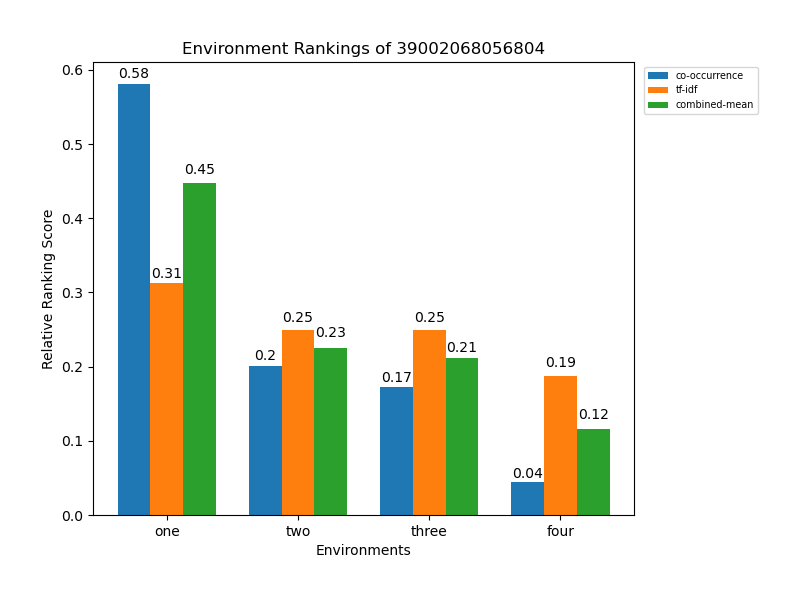 Environment Rankings of 39002068056804
co-occurrence
tf-idf
combined-mean
Relative Ranking Score
0.6
0.5
0.4
0.3
0.2
0.1
0.0
0.58
0.31
0.45
0.2
0.25
0.23
0.17
0.25
0.21
0.04
0.19
0.12
one two three four
Environments